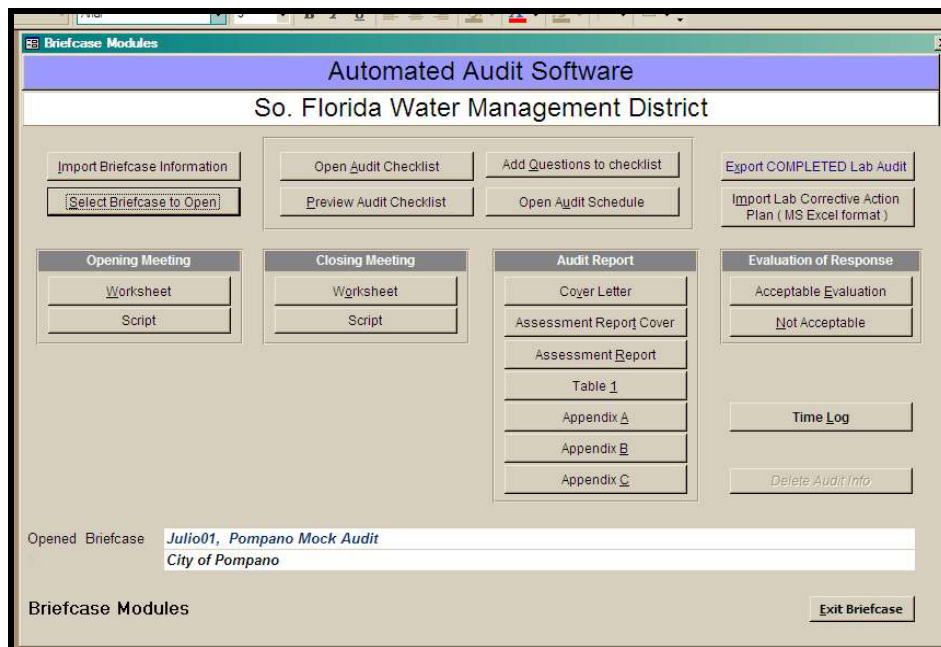 Arial
B I U
A
Briefcase Modules
Automated Audit Software
So. Florida Water Management District
Import Briefcase Information
Open Audit Checklist
Add Questions to checklist
Export COMPLETED Lab Audit
Select Briefcase to Open
Preview Audit Checklist
Open Audit Schedule
Import Lab Corrective Action
Plan ( MS Excel format )
Opening Meeting
Closing Meeting
Audit Report
Evaluation of Response
Worksheet
Worksheet
Cover Letter
Acceptable Evaluation
Script
Script
Assessment Report Cover
Not Acceptable
Assessment Report
Table 1
Appendix A
Time Log
Appendix B
Appendix C
Delete Audit Info
Opened Briefcase
Julio01, Pompano Mock Audit
City of Pompano
Briefcase Modules
Exit Briefcase